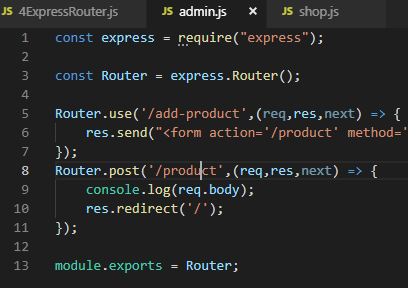 JS 4ExpressRouter.js JS admin.js × JS shop.js
1 const express = require("express");
2
3 const Router = express.Router();
4
5 Router.use('/add-product',(req,res,next) => {
6 res.send("<form action='/product' method='
7 });
8 Router.post('/product',(req,res,next) => {
9 console.log(req.body);
10 res.redirect('/');
11 });
12
13 module.exports = Router;